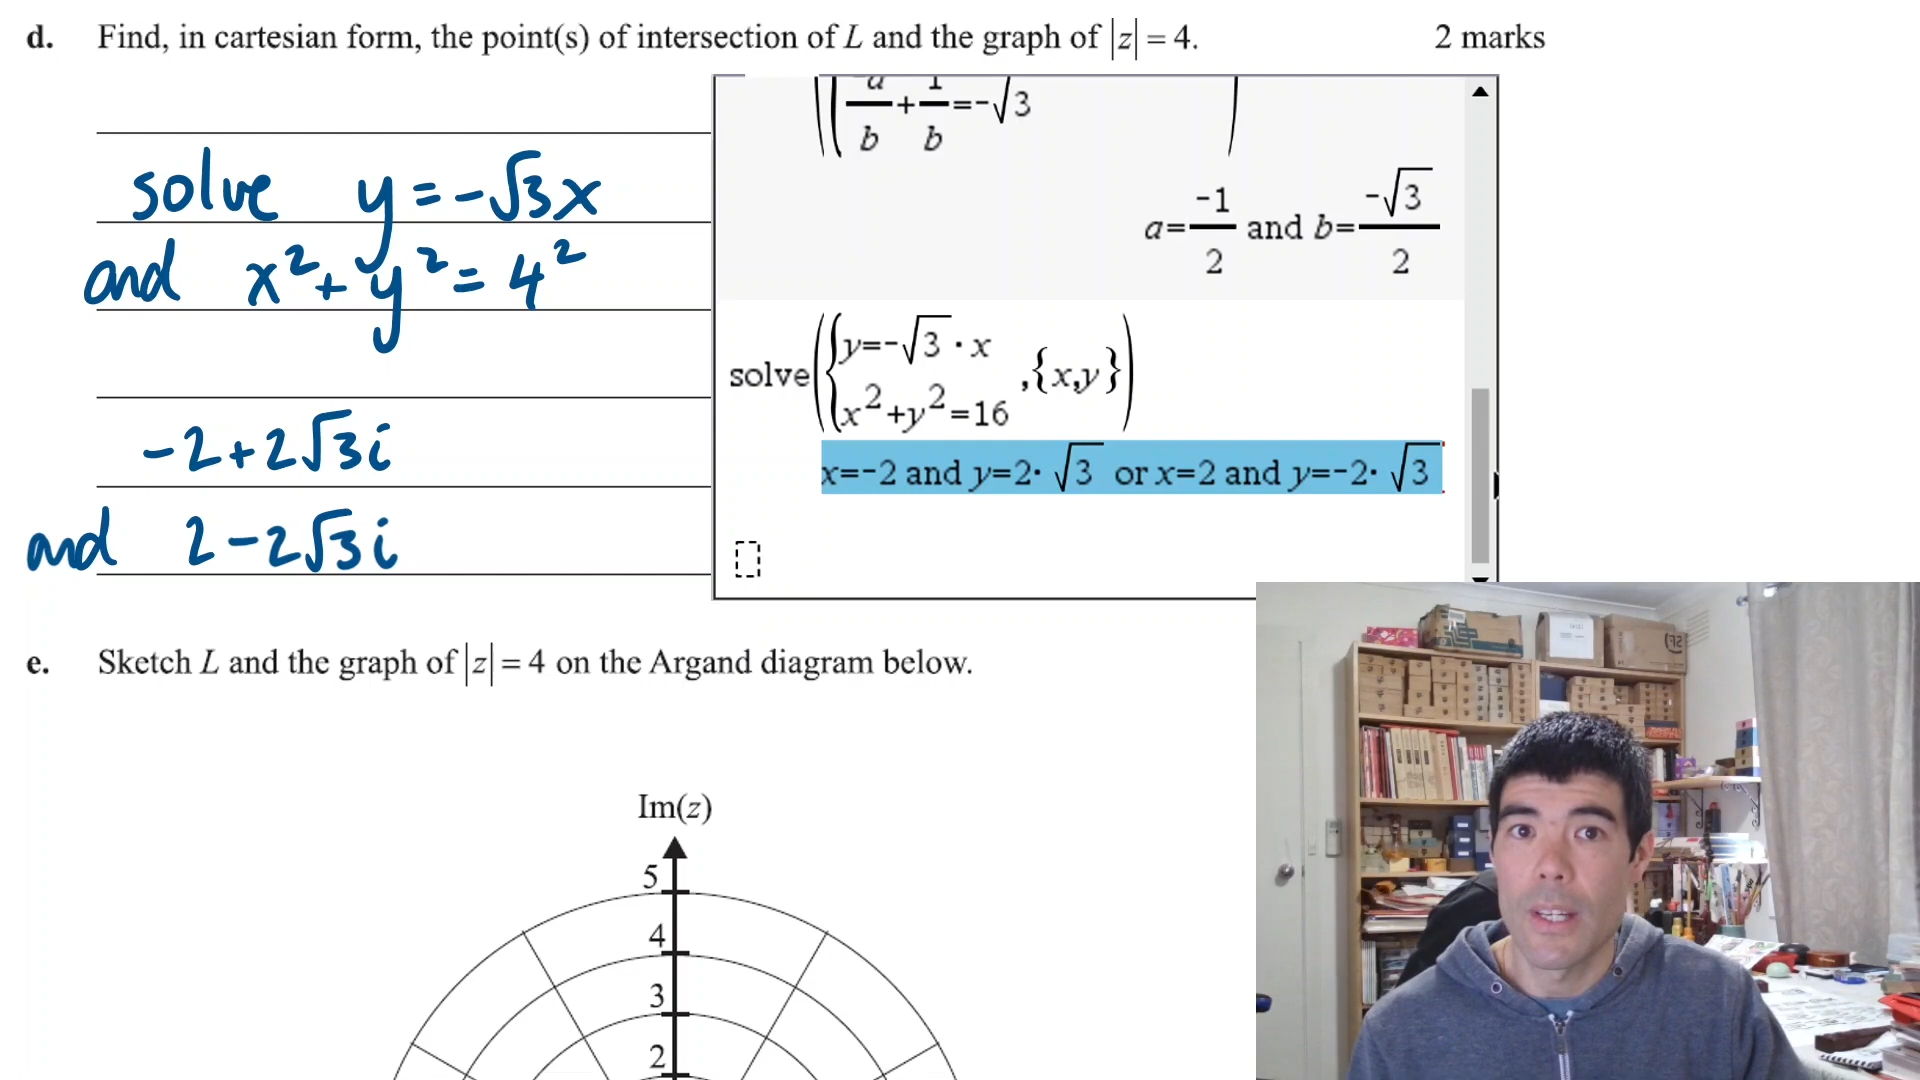 d. Find, in cartesian form, the point(s) of intersection of L and the graph of |z| = 4. 2 marks
solve y = -√3x
and x² + y² = 4²
-2 + 2√3i
and 2 - 2√3i
a/b + 1/b = -√3
a = -1/2 and b = -√3/2
solve({y=-√3·x
x²+y²=16 ,{x,y})
x=-2 and y=2·√3 or x=2 and y=-2·√3
e. Sketch L and the graph of |z| = 4 on the Argand diagram below.
Im(z)
5
4
3
2